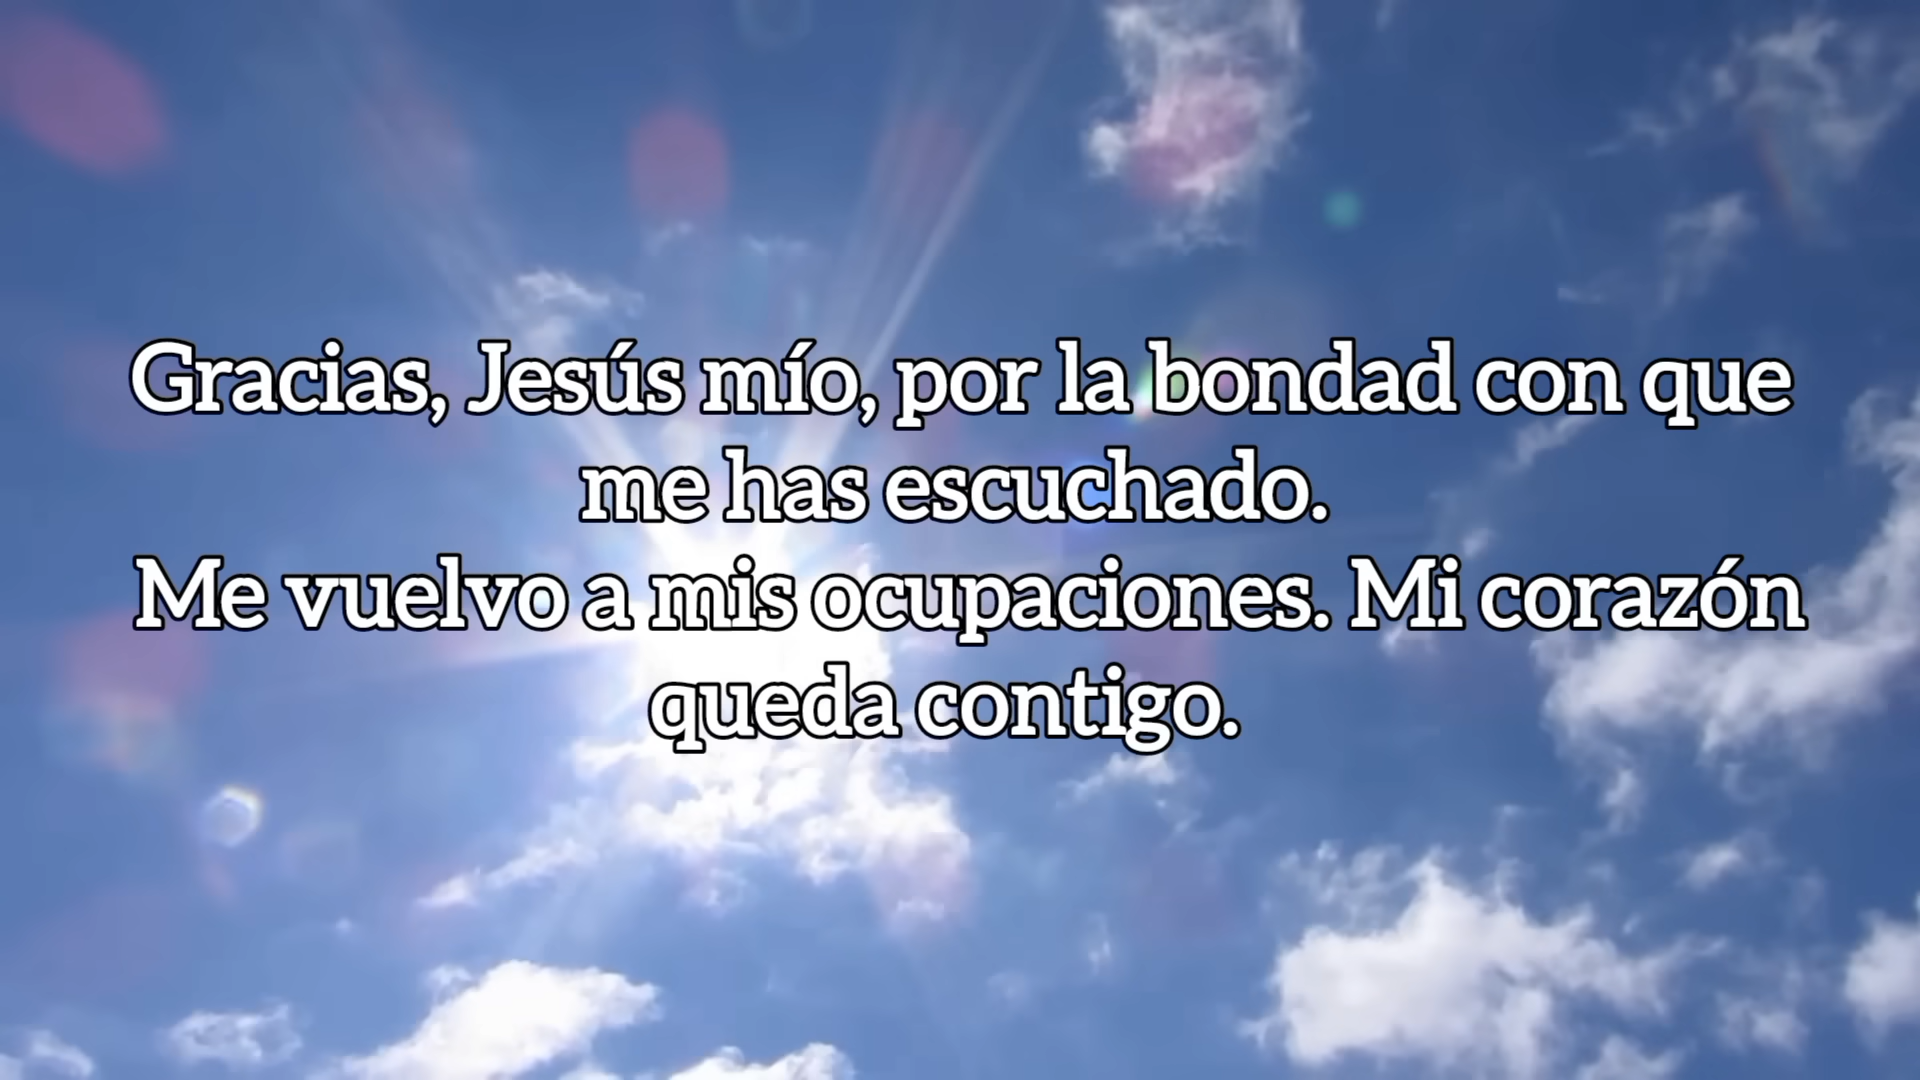 Gracias, Jesús mío, por la bondad con que
me has escuchado.
Me vuelvo a mis ocupaciones. Mi corazón
queda contigo.